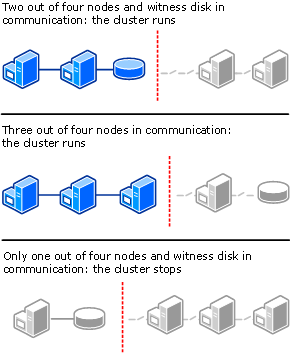 Two out of four nodes and witness disk in
communication: the cluster runs
Three out of four nodes in communication:
the cluster runs
Only one out of four nodes and witness disk in
communication: the cluster stops